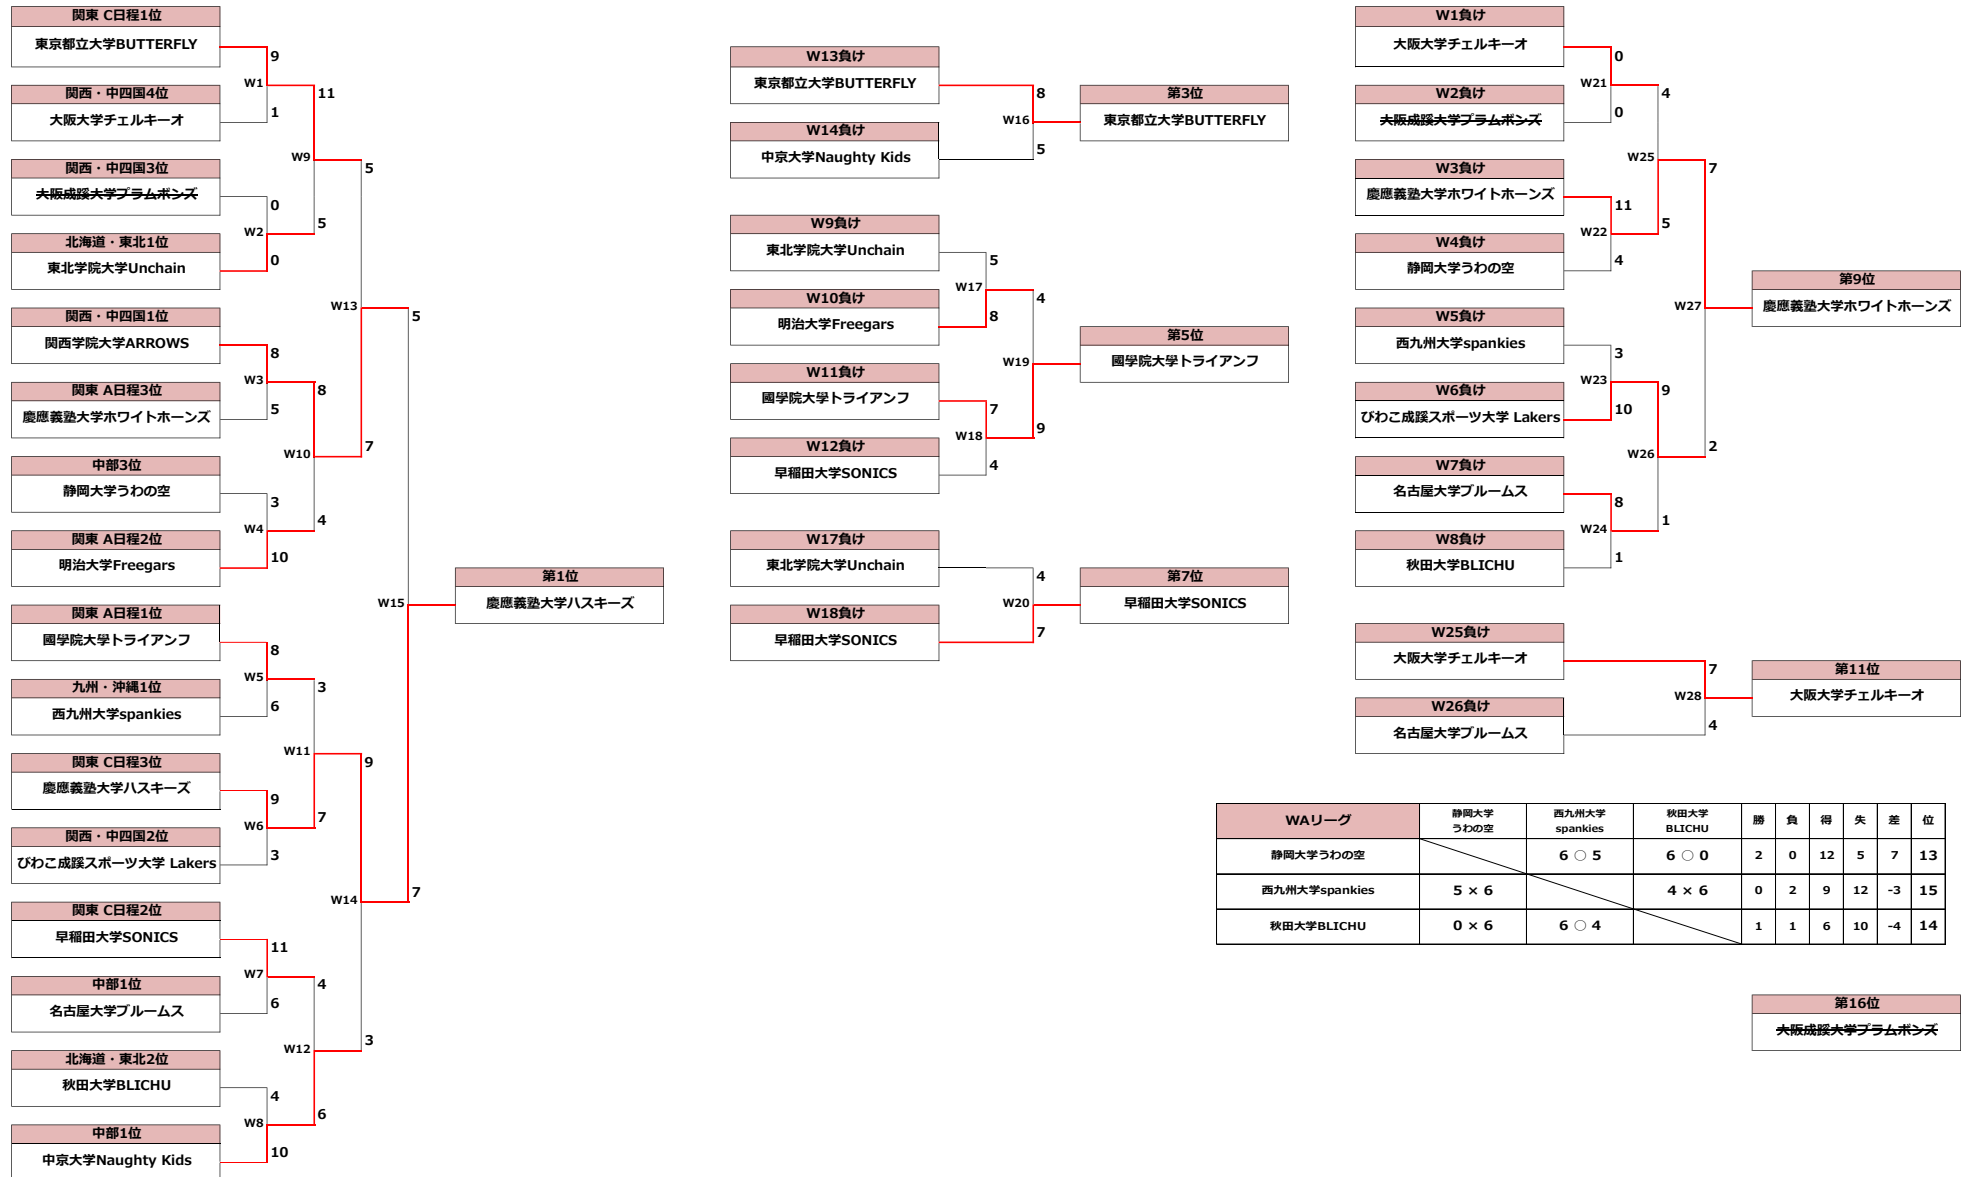 関東 C日程1位
東京都立大学BUTTERFLY
9
W1
11
関西・中四国4位
1
大阪大学チェルキーオ
W9
5
関西・中四国3位
大阪成蹊大学プラムポンズ
0
W2
5
北海道・東北1位
0
東北学院大学Unchain
W13
5
関西・中四国1位
関西学院大学ARROWS
8
W3
8
関東 A日程3位
5
慶應義塾大学ホワイトホーンズ
W10
7
中部3位
静岡大学うわの空
3
W4
4
関東 A日程2位
10
明治大学Freegars
W15
第1位
慶應義塾大学ハスキーズ
関東 A日程1位
國學院大學トライアンフ
8
W5
3
九州・沖縄1位
6
西九州大学spankies
W11
9
関東 C日程3位
慶應義塾大学ハスキーズ
9
W6
7
関西・中四国2位
3
びわこ成蹊スポーツ大学 Lakers
W14
7
関東 C日程2位
早稲田大学SONICS
11
W7
4
中部1位
6
名古屋大学ブルームス
W12
3
北海道・東北2位
秋田大学BLICHU
4
W8
6
中部1位
10
中京大学Naughty Kids
W13負け
東京都立大学BUTTERFLY
8
W16
第3位
東京都立大学BUTTERFLY
W14負け
5
中京大学Naughty Kids
W9負け
東北学院大学Unchain
5
W17
4
W10負け
8
明治大学Freegars
W19
第5位
國學院大學トライアンフ
W11負け
國學院大學トライアンフ
7
W18
9
W12負け
4
早稲田大学SONICS
W17負け
東北学院大学Unchain
4
W20
第7位
早稲田大学SONICS
W18負け
7
早稲田大学SONICS
W1負け
大阪大学チェルキーオ
0
W21
4
W2負け
0
大阪成蹊大学プラムポンズ
W25
7
W3負け
慶應義塾大学ホワイトホーンズ
11
W22
5
W4負け
4
静岡大学うわの空
W27
第9位
慶應義塾大学ホワイトホーンズ
W5負け
西九州大学spankies
3
W23
9
W6負け
10
びわこ成蹊スポーツ大学 Lakers
W26
2
W7負け
名古屋大学ブルームス
8
W24
1
W8負け
1
秋田大学BLICHU
W25負け
大阪大学チェルキーオ
7
W28
第11位
大阪大学チェルキーオ
W26負け
4
名古屋大学ブルームス
WAリーグ 静岡大学うわの空 西九州大学spankies 秋田大学BLICHU 勝 負 得 失 差 位
静岡大学うわの空 6 ○ 5 6 ○ 0 2 0 12 5 7 13
西九州大学spankies 5 × 6 4 × 6 0 2 9 12 -3 15
秋田大学BLICHU 0 × 6 6 ○ 4 1 1 6 10 -4 14
第16位
大阪成蹊大学プラムポンズ